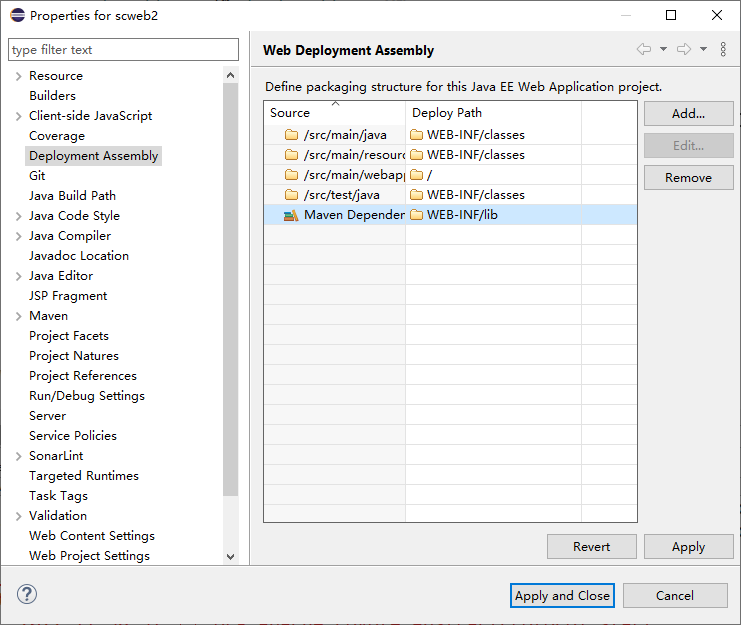 Properties for scweb2
type filter text
Resource
Builders
Client-side JavaScript
Coverage
Deployment Assembly
Git
Java Build Path
Java Code Style
Java Compiler
Javadoc Location
Java Editor
JSP Fragment
Maven
Project Facets
Project Natures
Project References
Run/Debug Settings
Server
Service Policies
SonarLint
Targeted Runtimes
Task Tags
Validation
Web Content Settings
Web Project Settings
Web Deployment Assembly
Define packaging structure for this Java EE Web Application project.
Source Deploy Path
/src/main/java WEB-INF/classes
/src/main/resourc WEB-INF/classes
/src/main/webapp /
/src/test/java WEB-INF/classes
Maven Dependen WEB-INF/lib
Add...
Edit...
Remove
Revert Apply
? Apply and Close Cancel